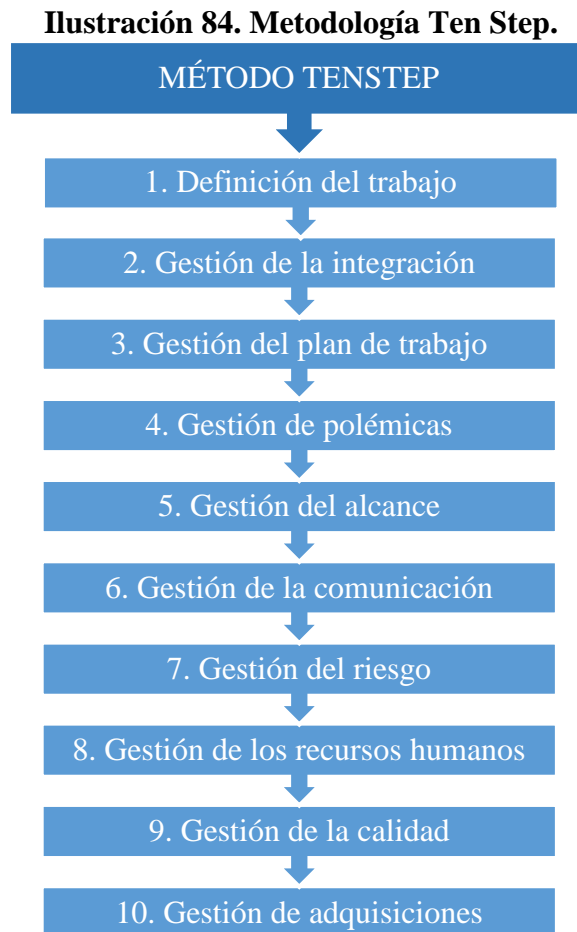 Ilustración 84. Metodología Ten Step.
MÉTODO TENSTEP
1. Definición del trabajo
2. Gestión de la integración
3. Gestión del plan de trabajo
4. Gestión de polémicas
5. Gestión del alcance
6. Gestión de la comunicación
7. Gestión del riesgo
8. Gestión de los recursos humanos
9. Gestión de la calidad
10. Gestión de adquisiciones